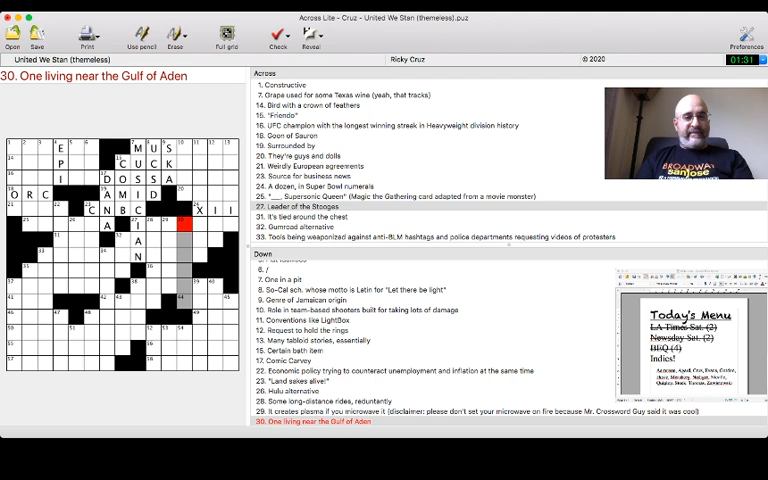 Across Lite - Cruz - United We Stan (themeless).puz
Open Save Print Use pencil Erase Full grid Check Reveal Preferences
United We Stan (themeless) Ricky Cruz © 2020 01:31
30. One living near the Gulf of Aden
Across
1. Constructive
7. Grape used for some Texas wine (yeah, that tracks)
14. Bird with a crown of feathers
15. "Friendo"
16. UFC champion with the longest winning streak in Heavyweight division history
18. Goon of Sauron
19. Surrounded by
20. They're guys and dolls
21. Weirdly European agreements
23. Source for business news
24. A dozen, in Super Bowl numerals
25. "___ Supersonic Queen" (Magic the Gathering card adapted from a movie monster)
27. Leader of the Stooges
31. It's tied around the chest
32. Gumroad alternative
33. Tools being weaponized against anti-BLM hashtags and police departments requesting videos of protesters
Down
6. /
7. One in a pit
8. So-Cal sch. whose motto is Latin for "Let there be light"
9. Genre of Jamaican origin
10. Role in team-based shooters built for taking lots of damage
11. Conventions like LightBox
12. Request to hold the rings
13. Many tabloid stories, essentially
15. Certain bath item
17. Comic Carvey
22. Economic policy trying to counteract unemployment and inflation at the same time
23. "Land sakes alive!"
26. Hulu alternative
28. Some long-distance rides, reduntantly
29. It creates plasma if you microwave it (disclaimer: please don't set your microwave on fire because Mr. Crossword Guy said it was cool)
30. One living near the Gulf of Aden
BROADWAY
sanJose
Today's Menu
LA Times Sat. (2)
Newsday Sat. (2)
BEQ (4)
Indies!
E M U S
P C U C K
I D O S S A
O R C A M I D
N C N B C X I I
A I
A
N